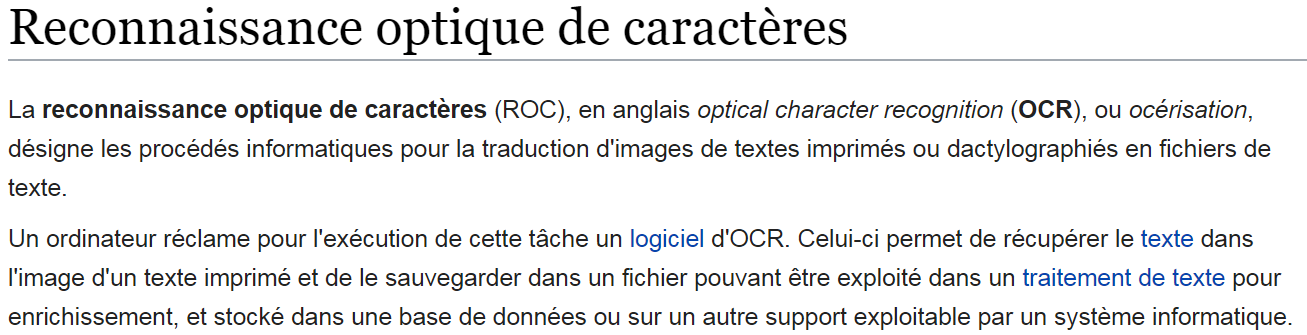 Reconnaissance optique de caractères
La reconnaissance optique de caractères (ROC), en anglais optical character recognition (OCR), ou océrisation,
désigne les procédés informatiques pour la traduction d'images de textes imprimés ou dactylographiés en fichiers de
texte.
Un ordinateur réclame pour l'exécution de cette tâche un logiciel d'OCR. Celui-ci permet de récupérer le texte dans
l'image d'un texte imprimé et de le sauvegarder dans un fichier pouvant être exploité dans un traitement de texte pour
enrichissement, et stocké dans une base de données ou sur un autre support exploitable par un système informatique.